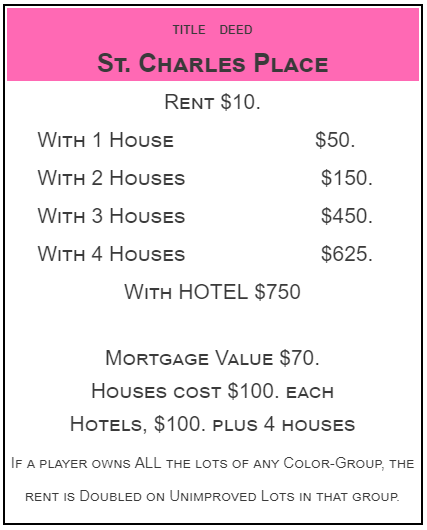 TITLE DEED
St. Charles Place
Rent $10.
With 1 House $50.
With 2 Houses $150.
With 3 Houses $450.
With 4 Houses $625.
With HOTEL $750
Mortgage Value $70.
Houses cost $100. each
Hotels, $100. plus 4 houses
If a player owns ALL the lots of any Color-Group, the
rent is Doubled on Unimproved Lots in that group.